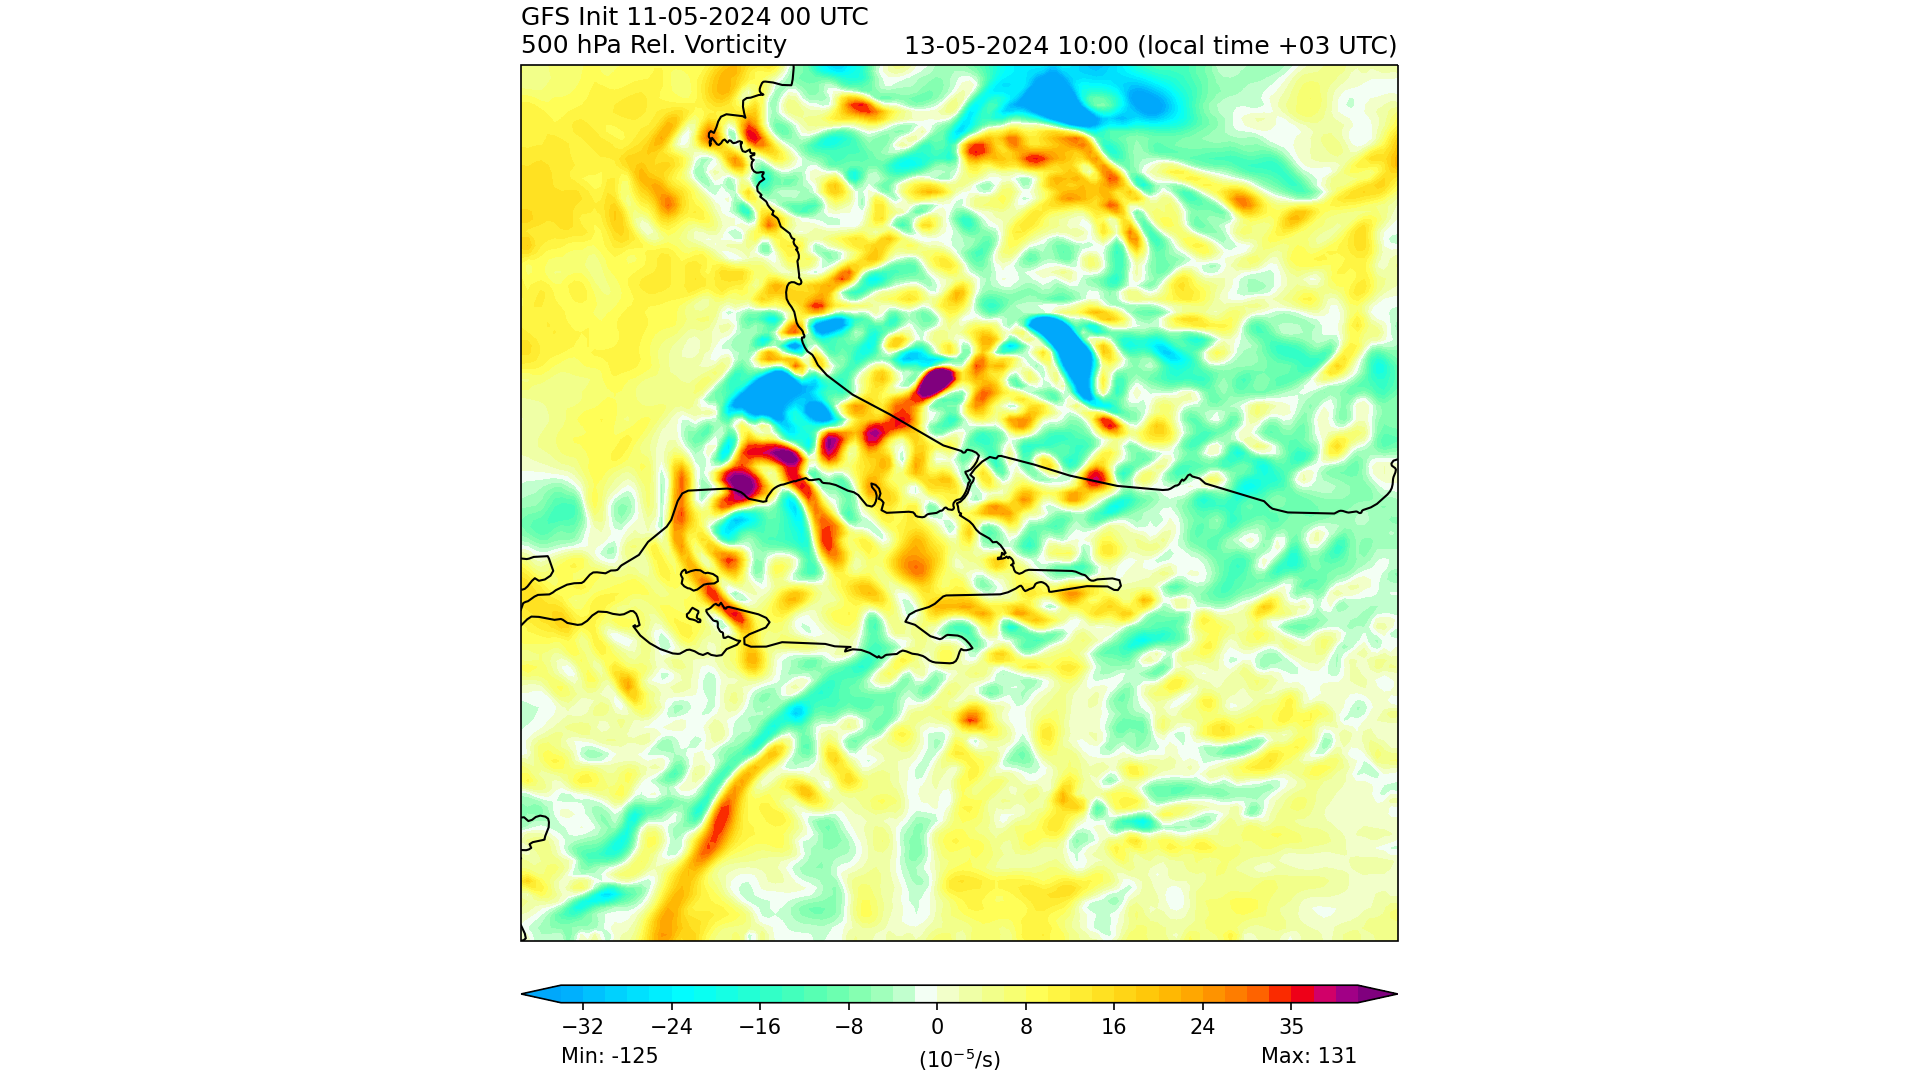 GFS Init 11-05-2024 00 UTC
500 hPa Rel. Vorticity
13-05-2024 10:00 (local time +03 UTC)
−32 −24 −16 −8 0 8 16 24 35
Min: -125 (10⁻⁵/s) Max: 131